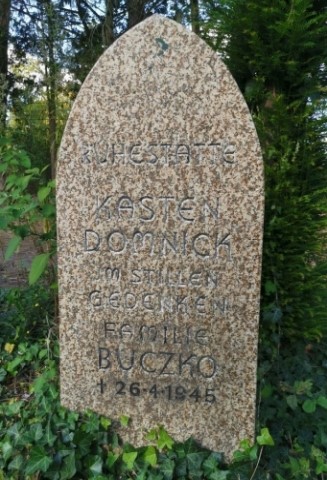 RUHESTÄTTE
KASTEN
DOMNICK
IM STILLEN
GEDENKEN
FAMILIE
BUCZKO
† 26·4·1945